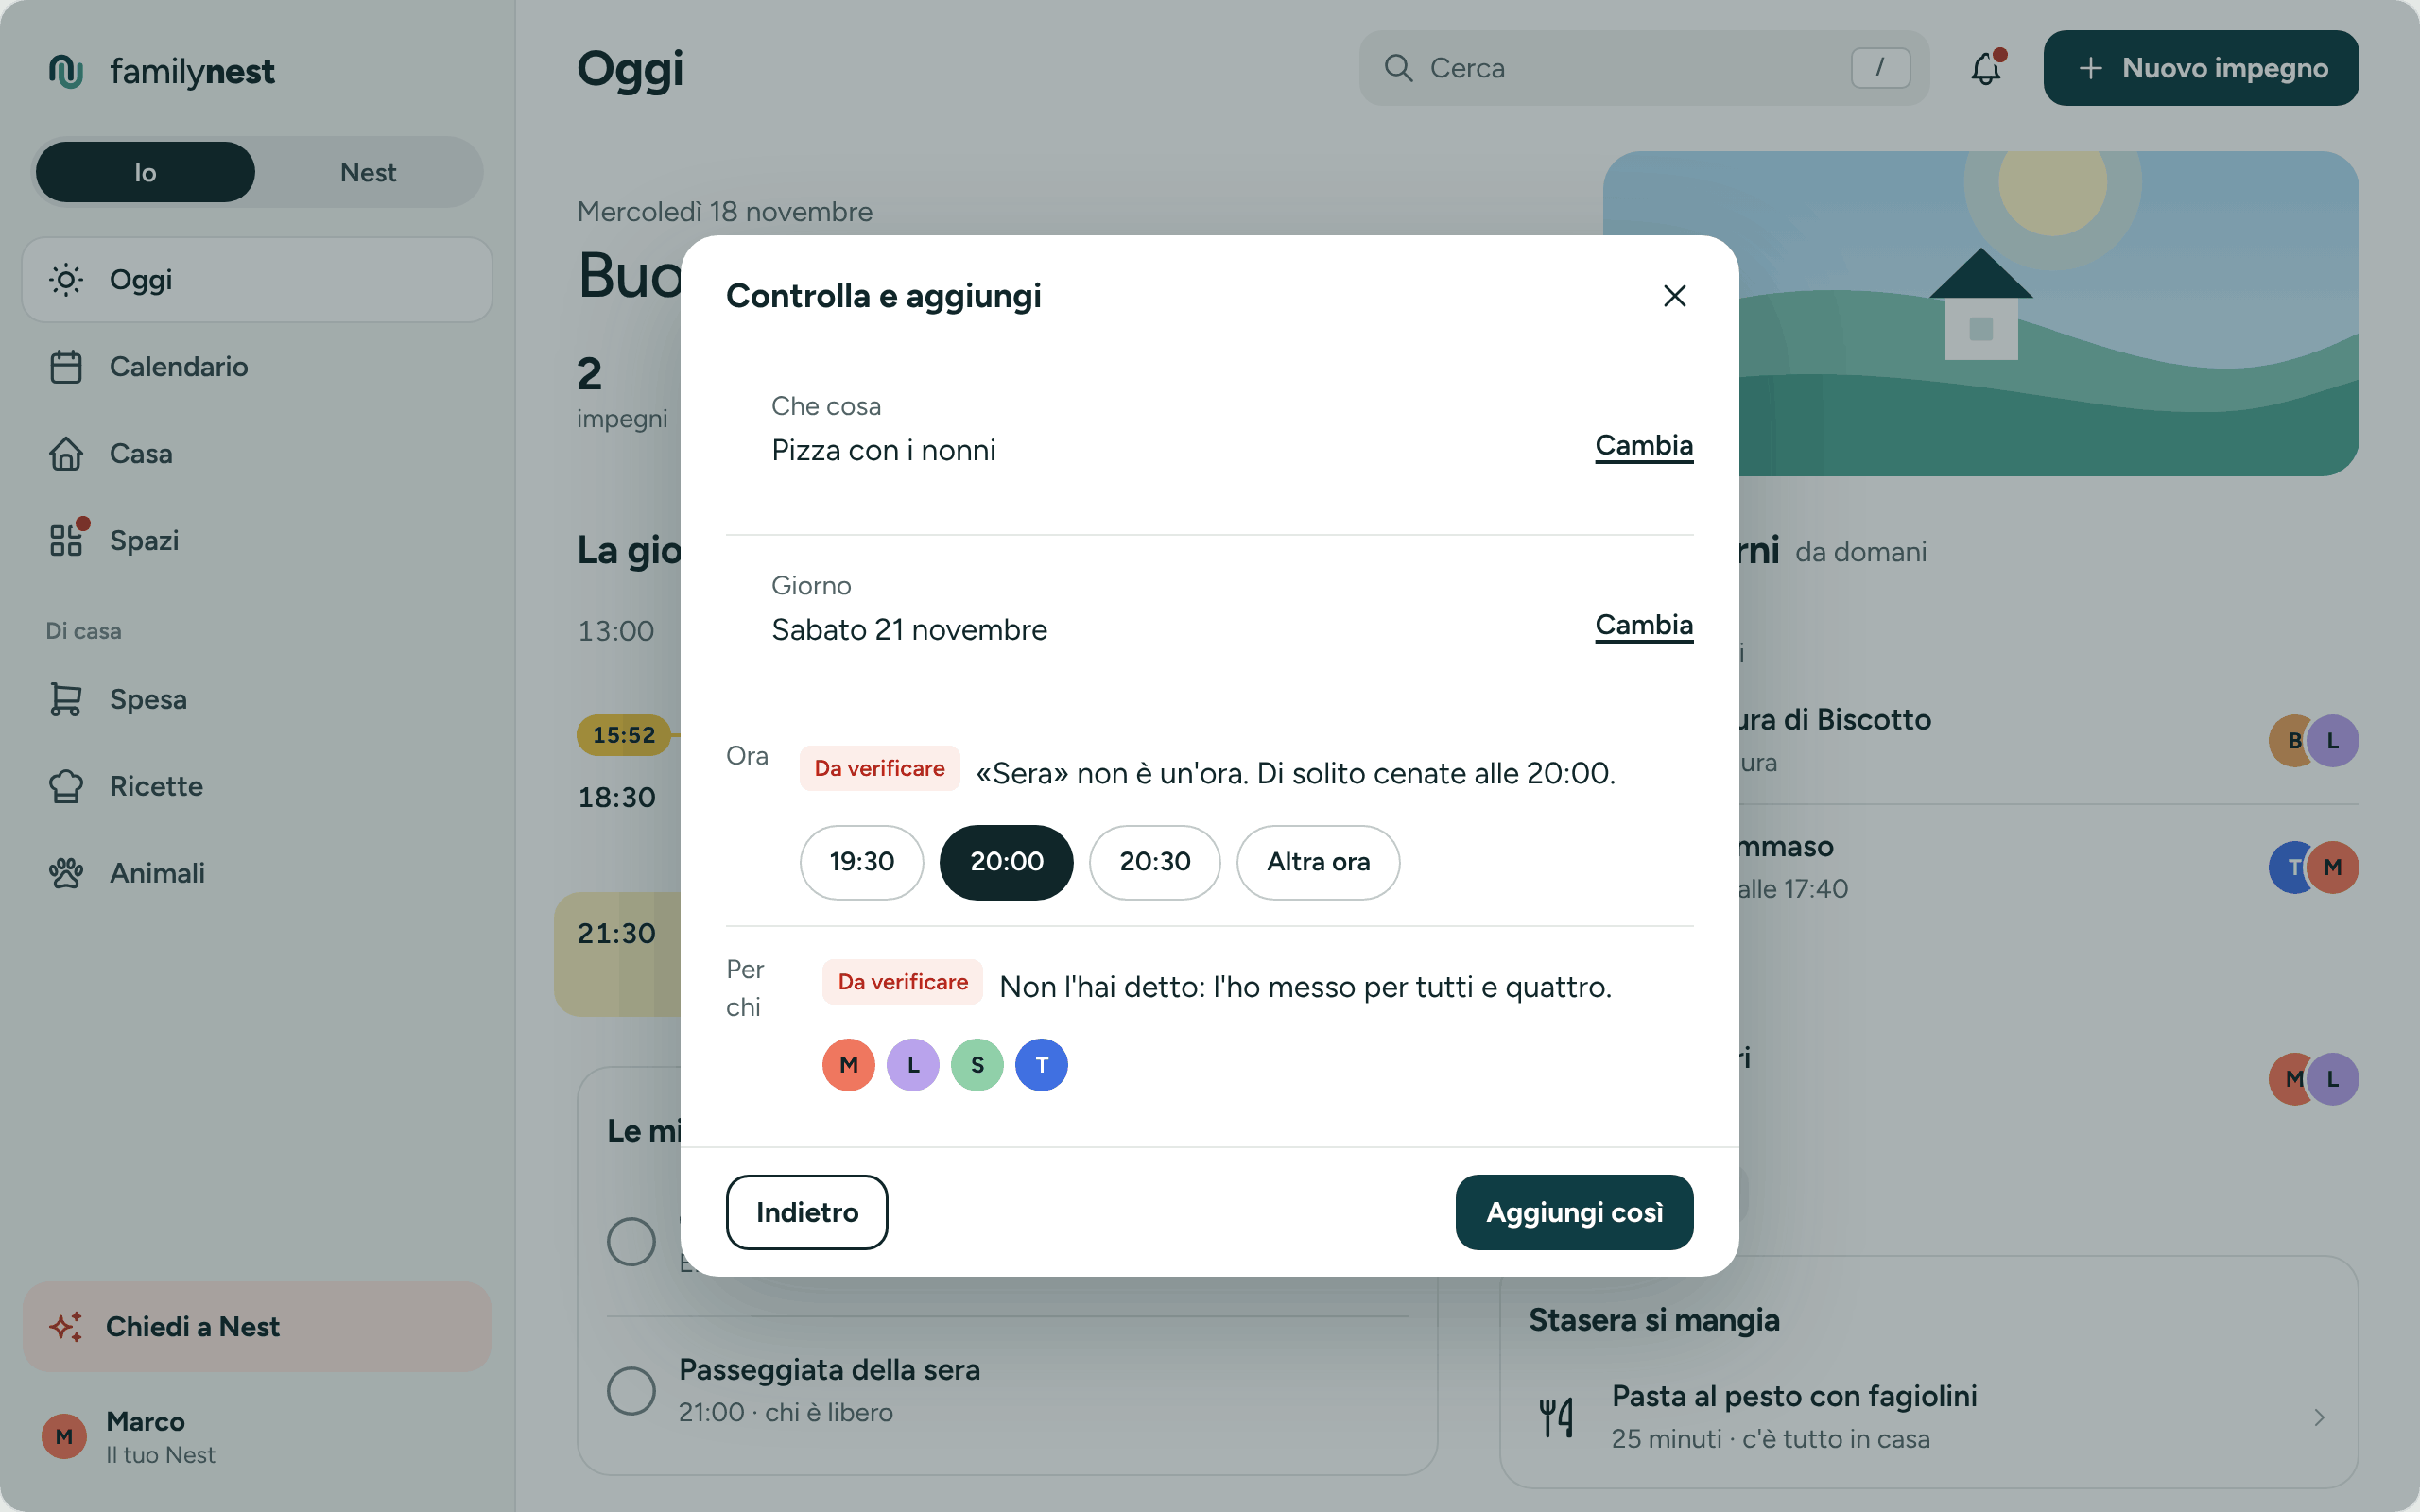 familynest
Io
Nest
Oggi
Calendario
Casa
Spazi
Di casa
Spesa
Ricette
Animali
Chiedi a Nest
M
Marco
Il tuo Nest
Oggi
Cerca
/
Nuovo impegno
Mercoledì 18 novembre
2
impegni
13:00
15:52
18:30
21:30
Controlla e aggiungi
Che cosa
Pizza con i nonni
Cambia
Giorno
Sabato 21 novembre
Cambia
Ora
Da verificare
«Sera» non è un'ora. Di solito cenate alle 20:00.
19:30
20:00
20:30
Altra ora
Per
chi
Da verificare
Non l'hai detto: l'ho messo per tutti e quattro.
M
L
S
T
Indietro
Aggiungi così
da domani
di Biscotto
B
L
alle 17:40
T
M
M
L
Passeggiata della sera
21:00 · chi è libero
Stasera si mangia
Pasta al pesto con fagiolini
25 minuti · c'è tutto in casa